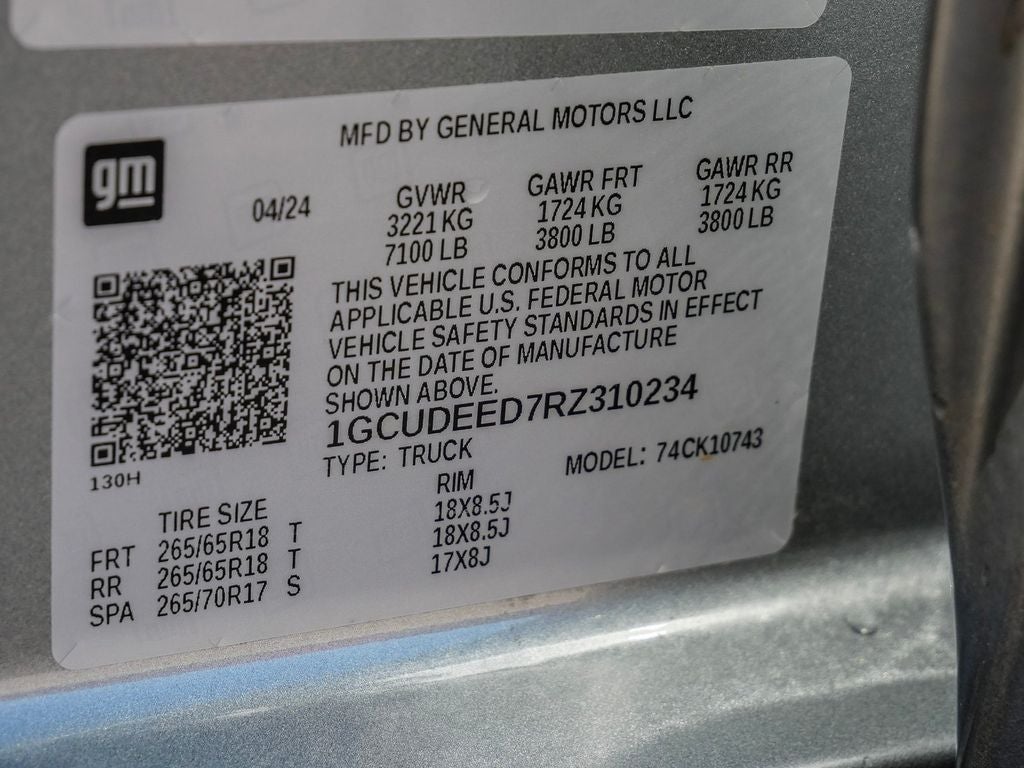 MFD BY GENERAL MOTORS LLC
gm
04/24
GVWR GAWR FRT GAWR RR
3221 KG 1724 KG 1724 KG
7100 LB 3800 LB 3800 LB
THIS VEHICLE CONFORMS TO ALL
APPLICABLE U.S. FEDERAL MOTOR
VEHICLE SAFETY STANDARDS IN EFFECT
ON THE DATE OF MANUFACTURE
SHOWN ABOVE.
1GCUDEED7RZ310234
TYPE: TRUCK MODEL: 74CK10743
130H
TIRE SIZE RIM
FRT 265/65R18 T 18X8.5J
RR 265/65R18 T 18X8.5J
SPA 265/70R17 S 17X8J